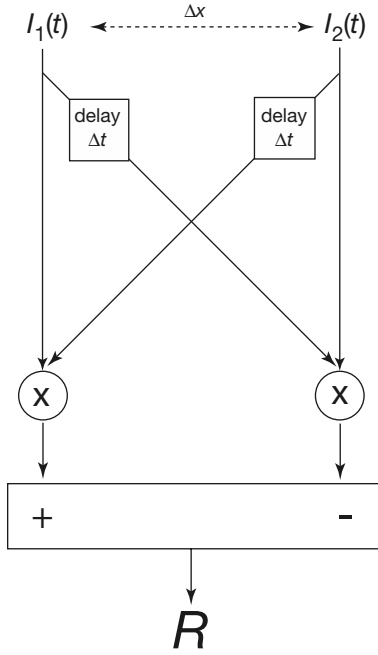 I₁(t) Δx I₂(t)
delay delay
Δt Δt
X X
+ -
R